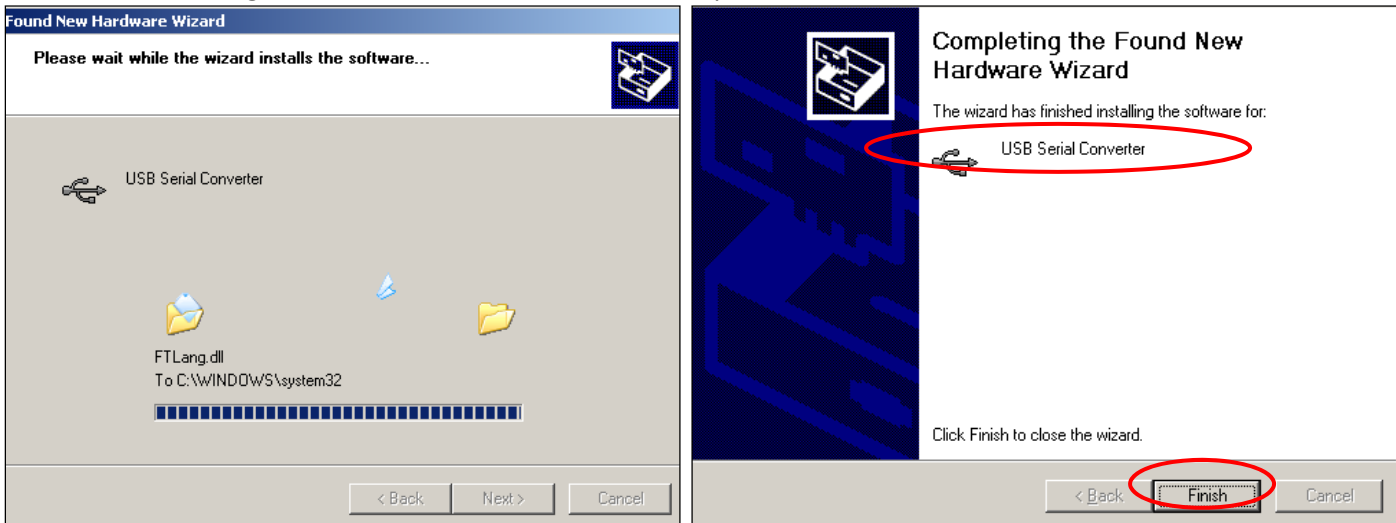 Found New Hardware Wizard
Please wait while the wizard installs the software...
USB Serial Converter
FTLang.dll
To C:\WINDOWS\system32
< Back
Next >
Cancel
Completing the Found New
Hardware Wizard
The wizard has finished installing the software for:
USB Serial Converter
Click Finish to close the wizard.
< Back
Finish
Cancel